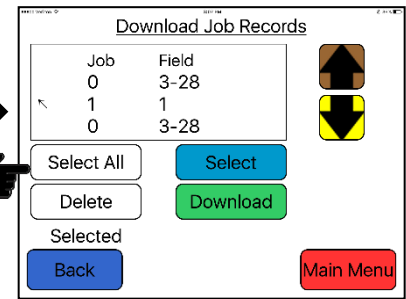 Download Job Records
Job Field
0 3-28
1 1
0 3-28
Select All Select
Delete Download
Selected
Back Main Menu